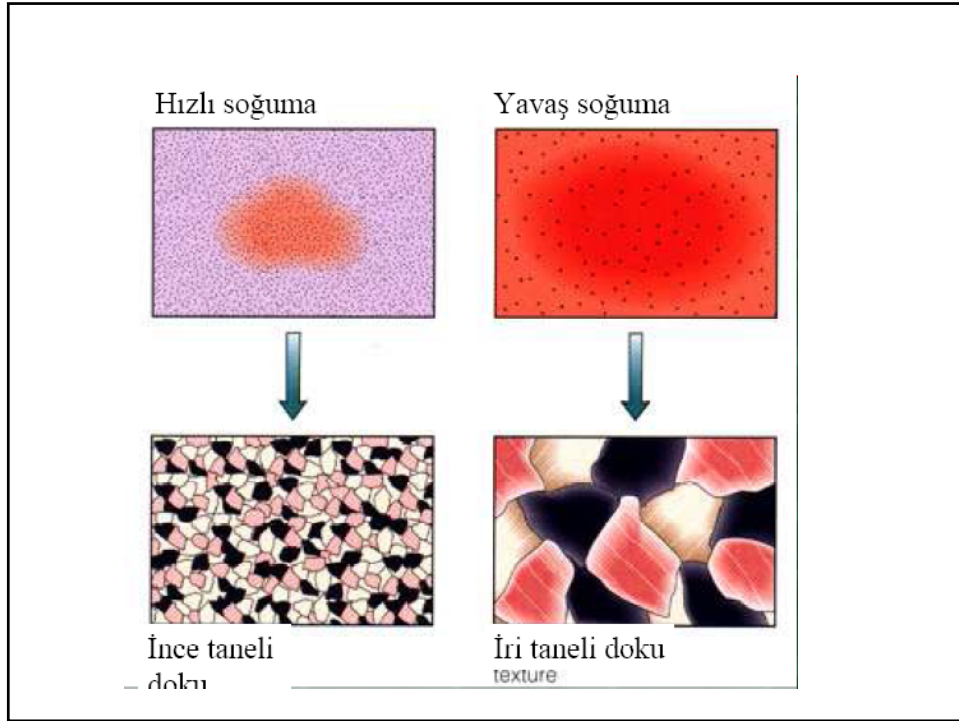 Hızlı soğuma
Yavaş soğuma
İnce taneli
doku
İri taneli doku
texture